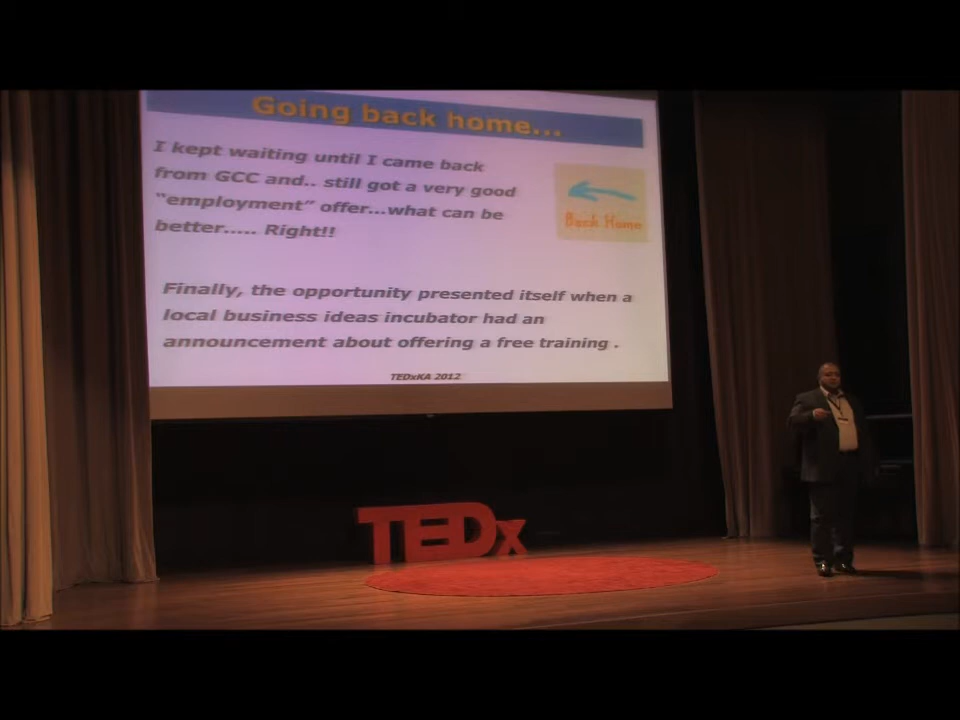 Going back home...
I kept waiting until I came back
from GCC and.. still got a very good
"employment" offer...what can be
better..... Right!!
Back Home
Finally, the opportunity presented itself when a
local business ideas incubator had an
announcement about offering a free training .
TEDxKA 2012
TEDx